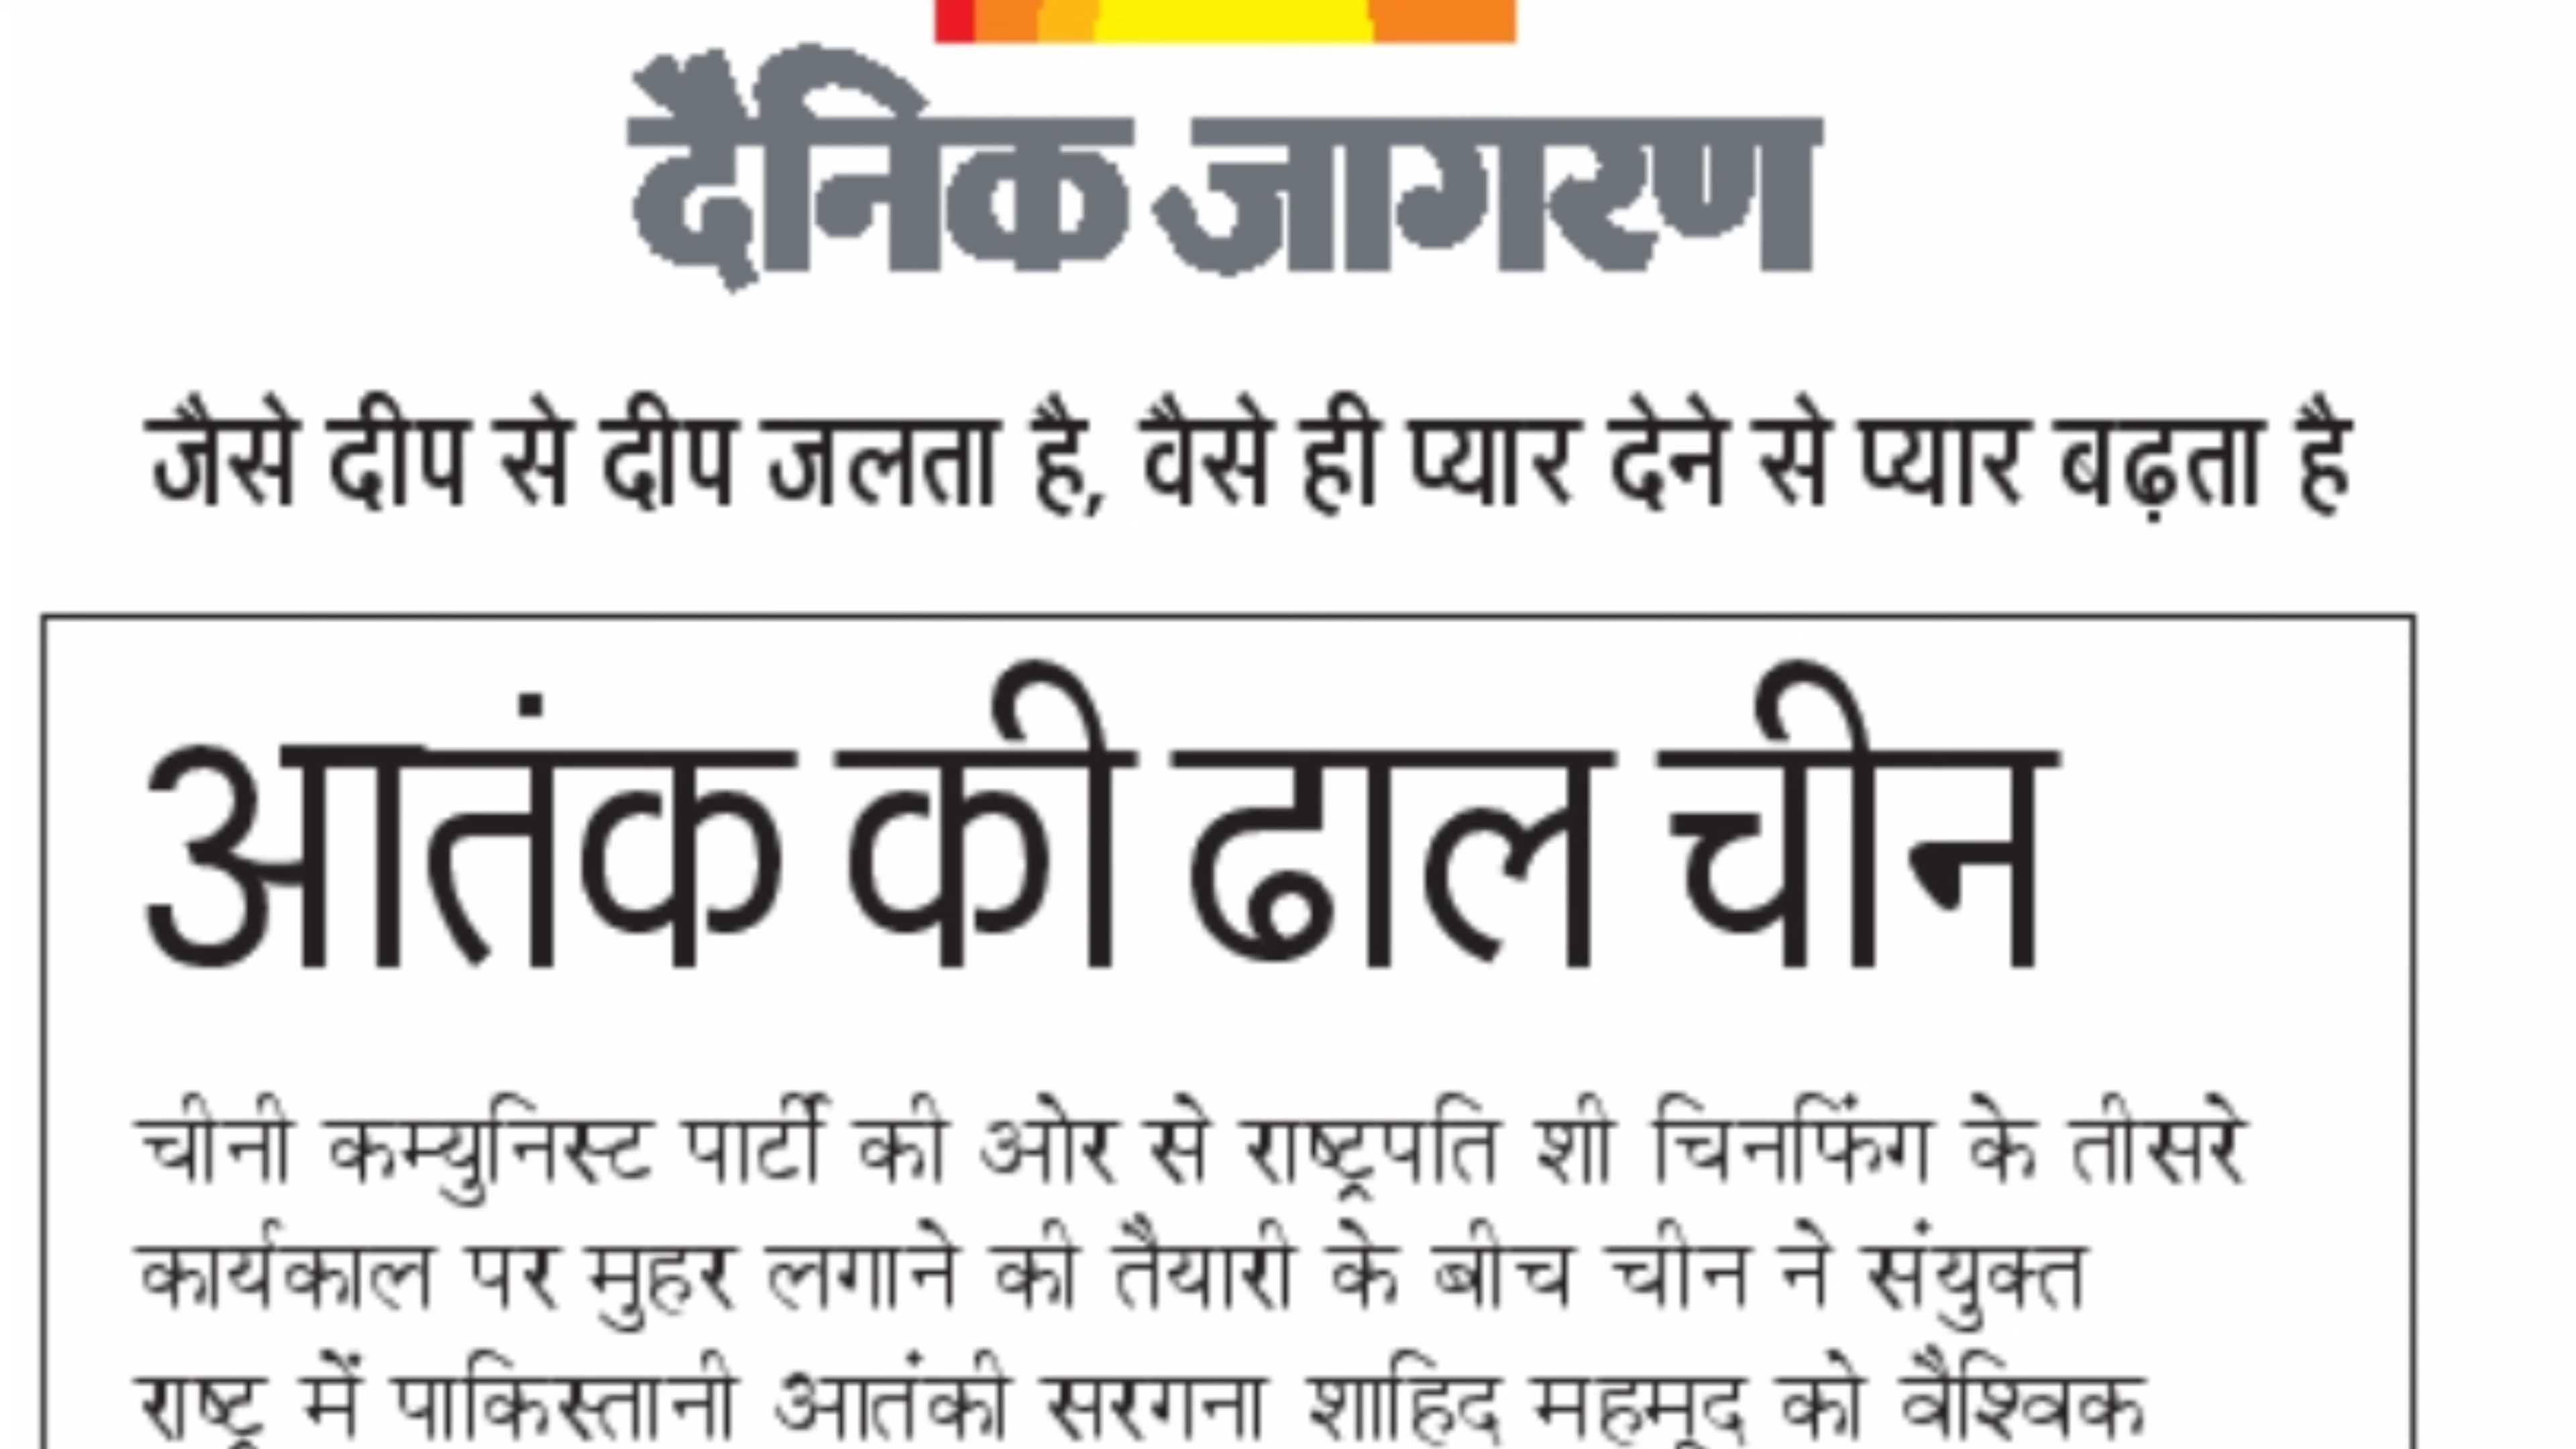 दैनिक जागरण
जैसे दीप से दीप जलता है, वैसे ही प्यार देने से प्यार बढ़ता है
आतंक की ढाल चीन
चीनी कम्युनिस्ट पार्टी की ओर से राष्ट्रपति शी चिनफिंग के तीसरे
कार्यकाल पर मुहर लगाने की तैयारी के बीच चीन ने संयुक्त
राष्ट्र में पाकिस्तानी आतंकी सरगना शाहिद महमूद को वैश्विक